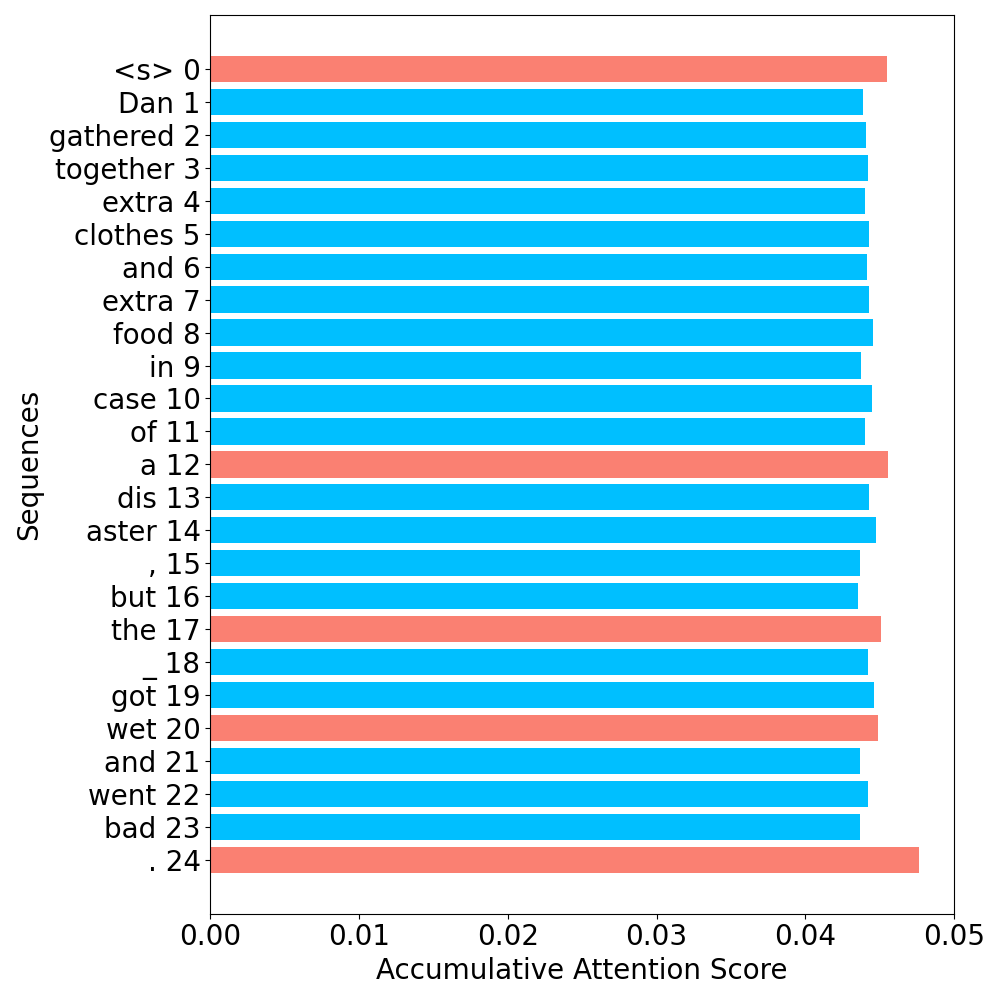 <s> 0
Dan 1
gathered 2
together 3
extra 4
clothes 5
and 6
extra 7
food 8
in 9
case 10
of 11
a 12
dis 13
aster 14
, 15
but 16
the 17
_ 18
got 19
wet 20
and 21
went 22
bad 23
. 24
Sequences
0.00 0.01 0.02 0.03 0.04 0.05
Accumulative Attention Score